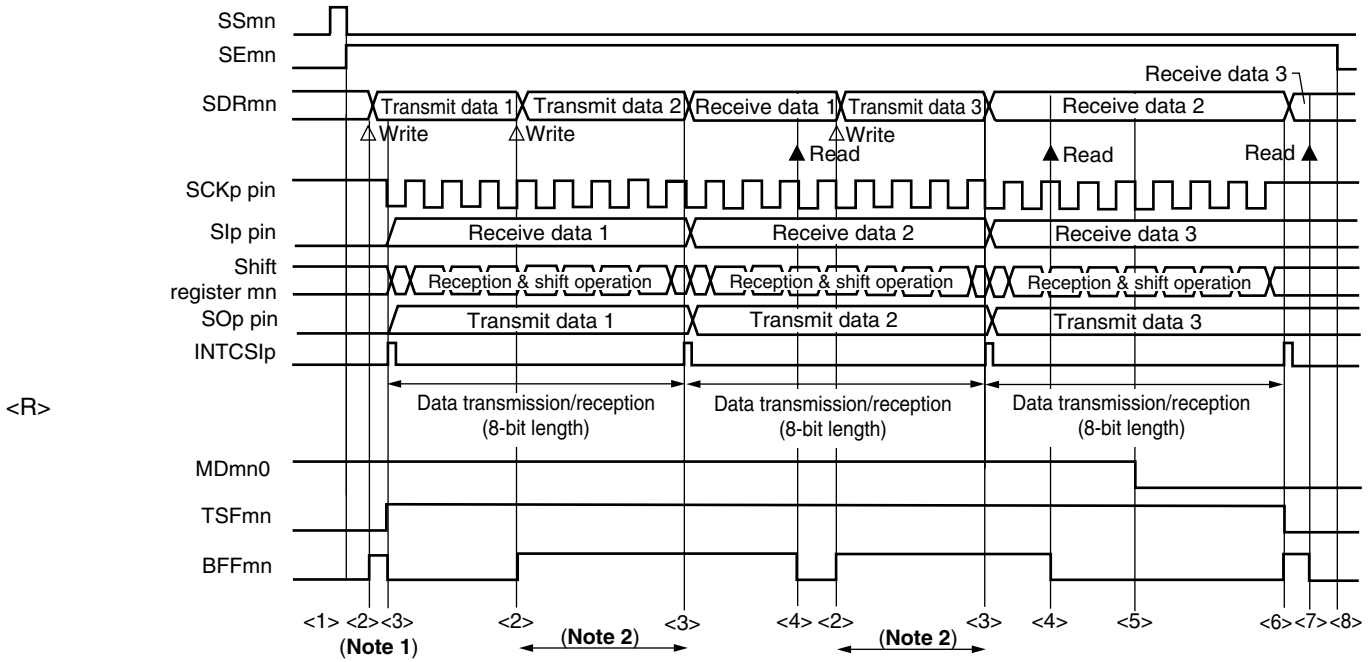 SSmn
SEmn
Receive data 3
SDRmn
Transmit data 1
Transmit data 2
Receive data 1
Transmit data 3
Receive data 2
△Write
△Write
△Write
▲Read
▲Read
Read▲
SCKp pin
SIp pin
Receive data 1
Receive data 2
Receive data 3
Shift
register mn
Reception & shift operation
Reception & shift operation
Reception & shift operation
SOp pin
Transmit data 1
Transmit data 2
Transmit data 3
INTCSIp
<R>
Data transmission/reception
(8-bit length)
Data transmission/reception
(8-bit length)
Data transmission/reception
(8-bit length)
MDmn0
TSFmn
BFFmn
<1> <2> <3> <2> <3> <4> <2> <3> <4> <5> <6> <7> <8>
(Note 1)
(Note 2)
(Note 2)